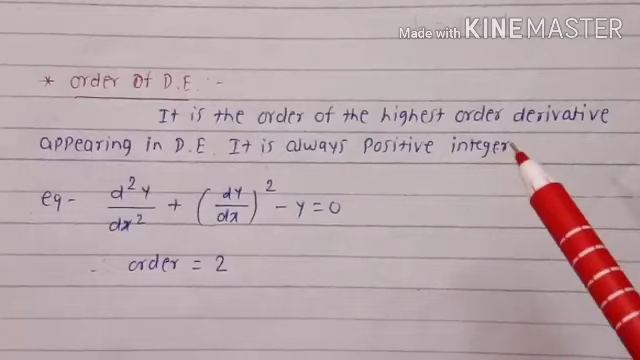 Made with KINEMASTER
* order of D.E. :-
It is the order of the highest order derivative
appearing in D.E. It is always positive integer
eg- d²y/dx² + (dy/dx)² - y = 0
∴ order = 2